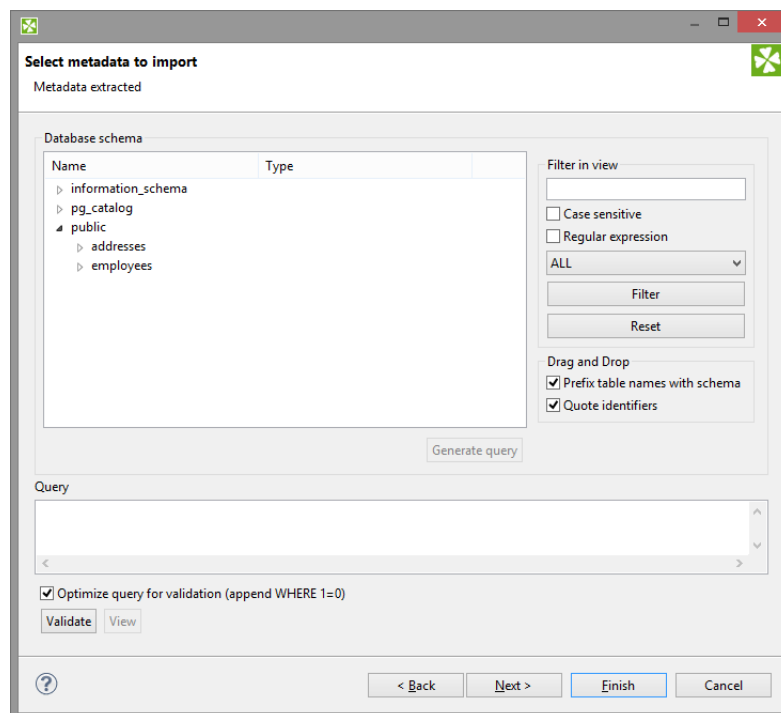 Select metadata to import
Metadata extracted
Database schema
Name Type
information_schema
pg_catalog
public
addresses
employees
Filter in view
Case sensitive
Regular expression
ALL
Filter
Reset
Drag and Drop
Prefix table names with schema
Quote identifiers
Generate query
Query
Optimize query for validation (append WHERE 1=0)
Validate View
? < Back Next > Finish Cancel